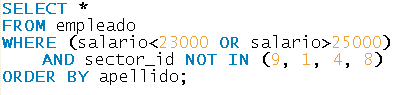 SELECT *
FROM empleado
WHERE (salario<23000 OR salario>25000)
AND sector_id NOT IN (9, 1, 4, 8)
ORDER BY apellido;